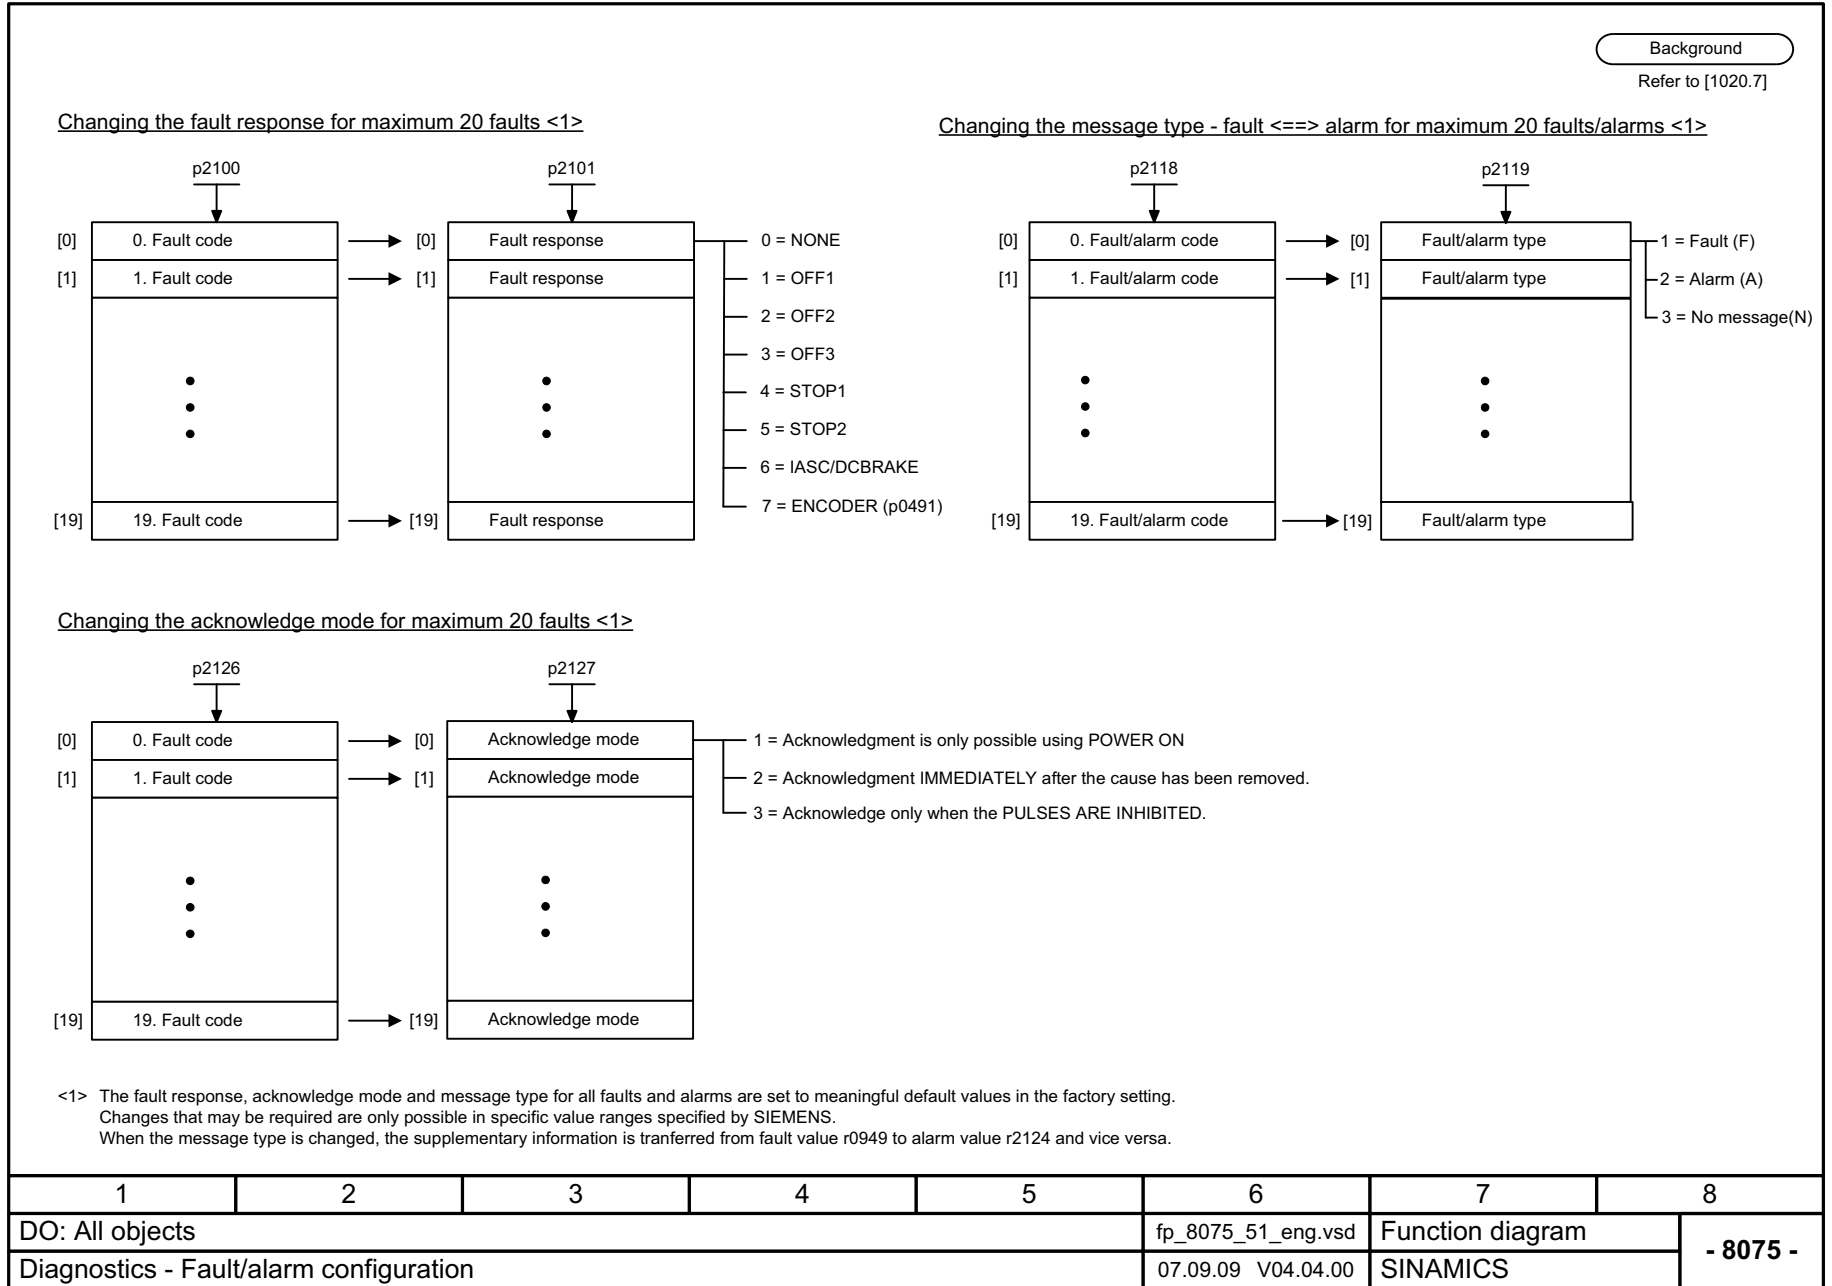 Background
Refer to [1020.7]
Changing the fault response for maximum 20 faults <1>
p2100
p2101
[0] 0. Fault code [0] Fault response 0 = NONE
[1] 1. Fault code [1] Fault response 1 = OFF1
2 = OFF2
3 = OFF3
4 = STOP1
5 = STOP2
6 = IASC/DCBRAKE
7 = ENCODER (p0491)
[19] 19. Fault code [19] Fault response
Changing the message type - fault <==> alarm for maximum 20 faults/alarms <1>
p2118
p2119
[0] 0. Fault/alarm code [0] Fault/alarm type 1 = Fault (F)
[1] 1. Fault/alarm code [1] Fault/alarm type 2 = Alarm (A)
3 = No message(N)
[19] 19. Fault/alarm code [19] Fault/alarm type
Changing the acknowledge mode for maximum 20 faults <1>
p2126
p2127
[0] 0. Fault code [0] Acknowledge mode 1 = Acknowledgment is only possible using POWER ON
[1] 1. Fault code [1] Acknowledge mode 2 = Acknowledgment IMMEDIATELY after the cause has been removed.
3 = Acknowledge only when the PULSES ARE INHIBITED.
[19] 19. Fault code [19] Acknowledge mode
<1> The fault response, acknowledge mode and message type for all faults and alarms are set to meaningful default values in the factory setting.
Changes that may be required are only possible in specific value ranges specified by SIEMENS.
When the message type is changed, the supplementary information is tranferred from fault value r0949 to alarm value r2124 and vice versa.
1 2 3 4 5 6 7 8
DO: All objects fp_8075_51_eng.vsd Function diagram - 8075 -
Diagnostics - Fault/alarm configuration 07.09.09 V04.04.00 SINAMICS